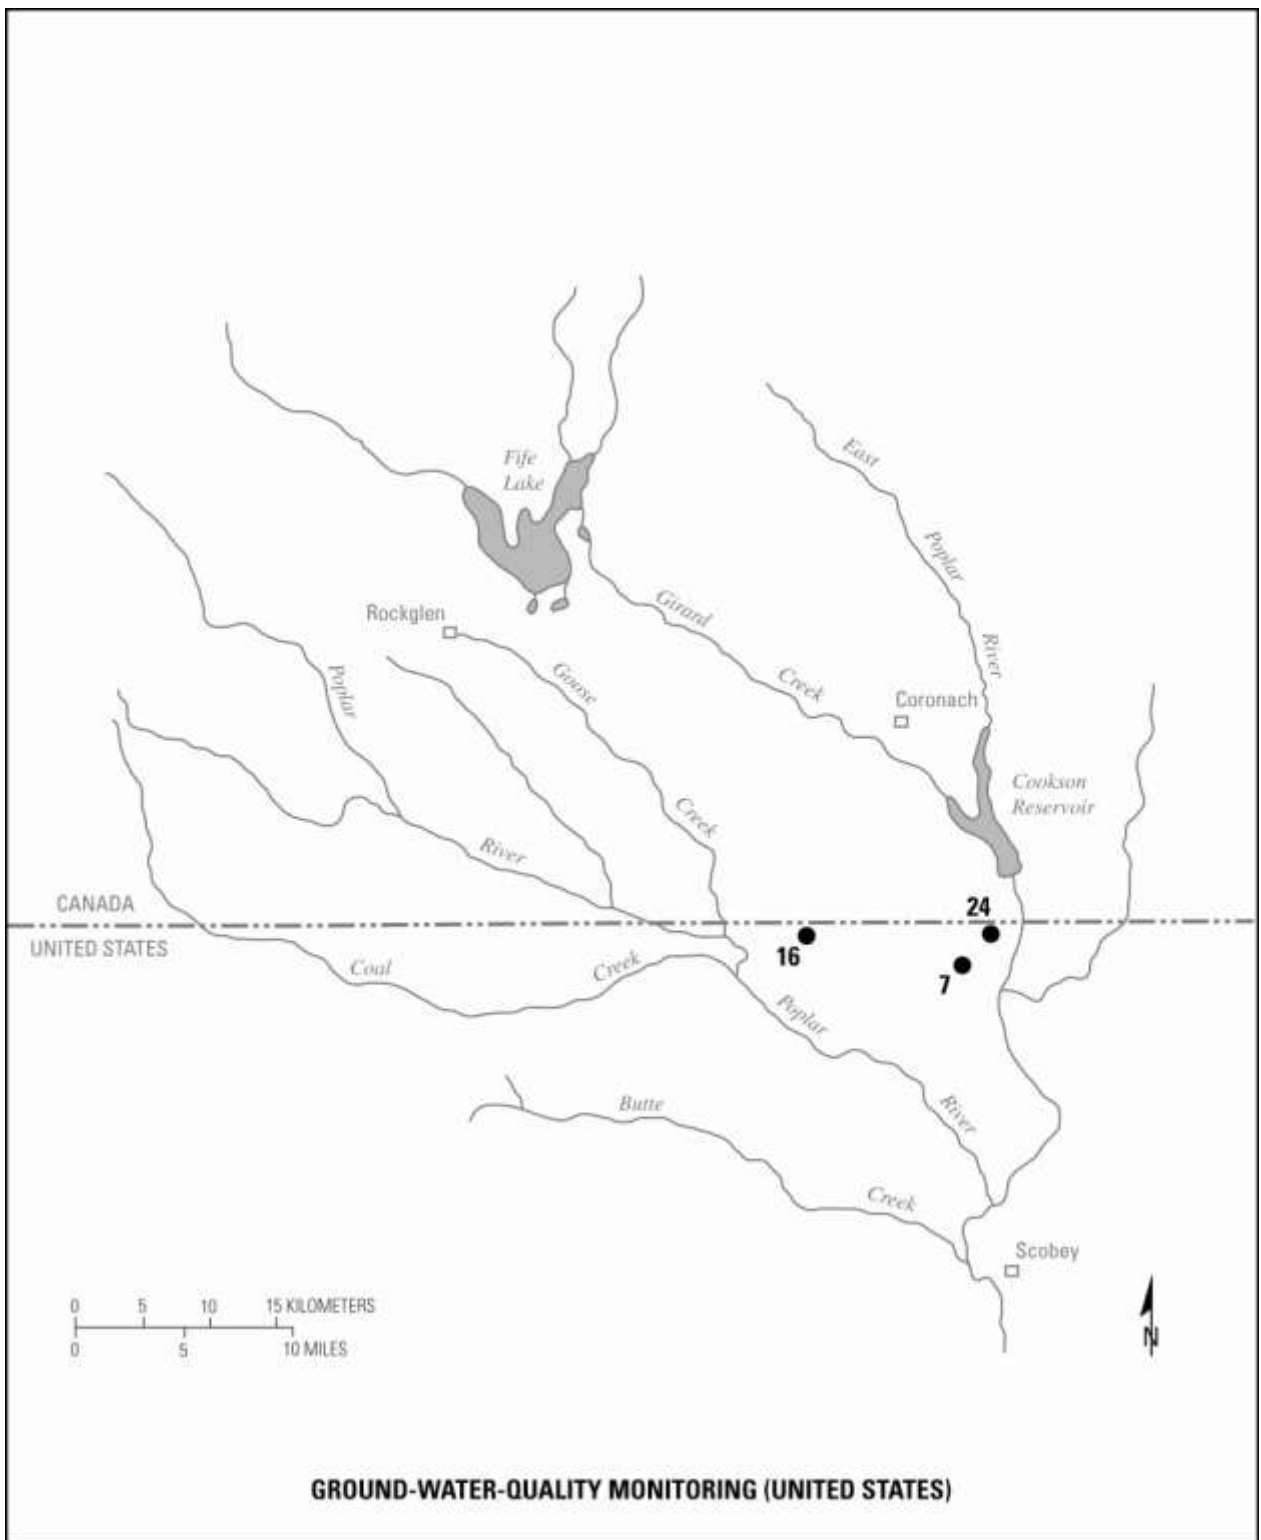 Fife
Lake
East
Poplar
River
Girard
Creek
Rockglen
Goose
Creek
Poplar
River
Coronach
Cookson
Reservoir
CANADA
UNITED STATES
24
16
7
Coal
Creek
Poplar
River
Butte
Creek
Scobey
0 5 10 15 KILOMETERS
0 5 10 MILES
N
GROUND-WATER-QUALITY MONITORING (UNITED STATES)